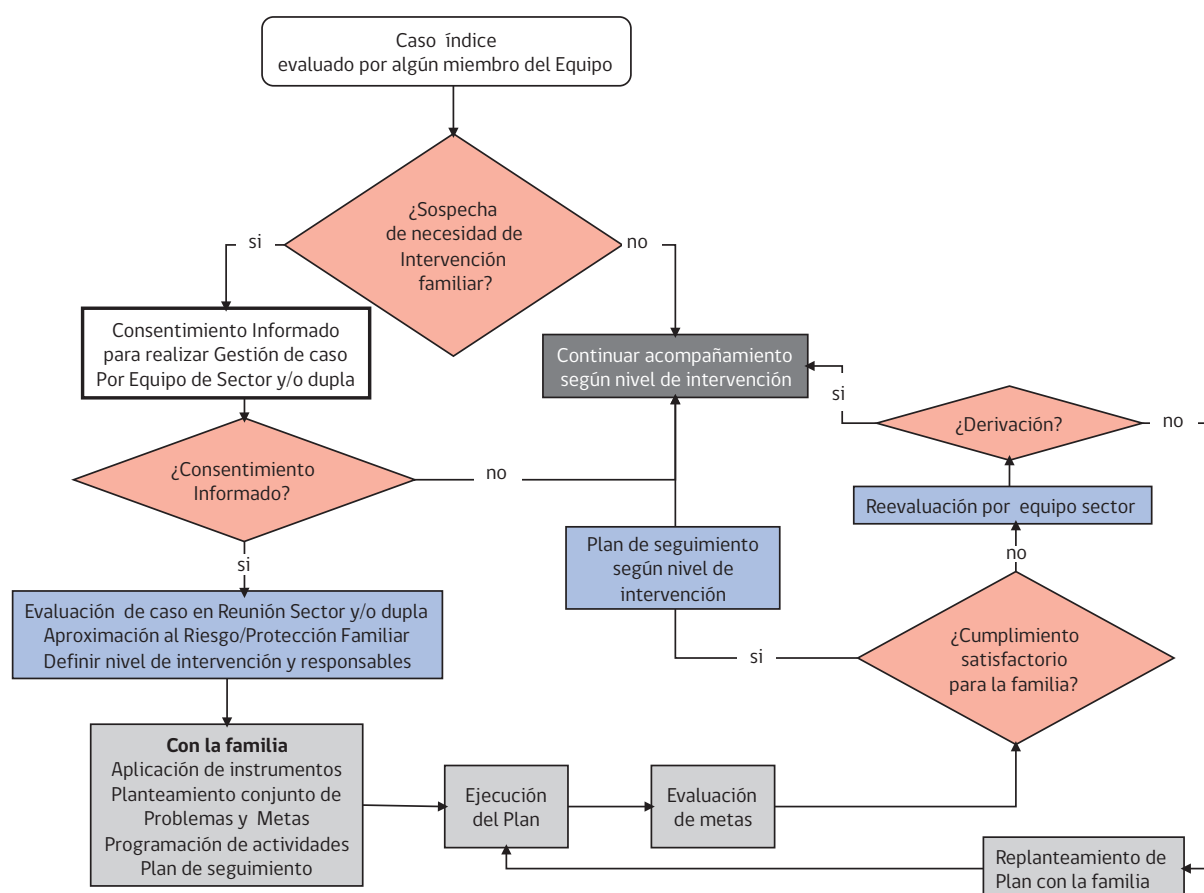 Caso índice
evaluado por algún miembro del Equipo
¿Sospecha
de necesidad de
Intervención
familiar?
si
no
Consentimiento Informado
para realizar Gestión de caso
Por Equipo de Sector y/o dupla
Continuar acompañamiento
según nivel de intervención
si
¿Derivación?
no
¿Consentimiento
Informado?
no
si
Reevaluación por equipo sector
no
Plan de seguimiento
según nivel de
intervención
Evaluación de caso en Reunión Sector y/o dupla
Aproximación al Riesgo/Protección Familiar
Definir nivel de intervención y responsables
si
¿Cumplimiento
satisfactorio
para la familia?
Con la familia
Aplicación de instrumentos
Planteamiento conjunto de
Problemas y Metas
Programación de actividades
Plan de seguimiento
Ejecución
del Plan
Evaluación
de metas
Replanteamiento de
Plan con la familia